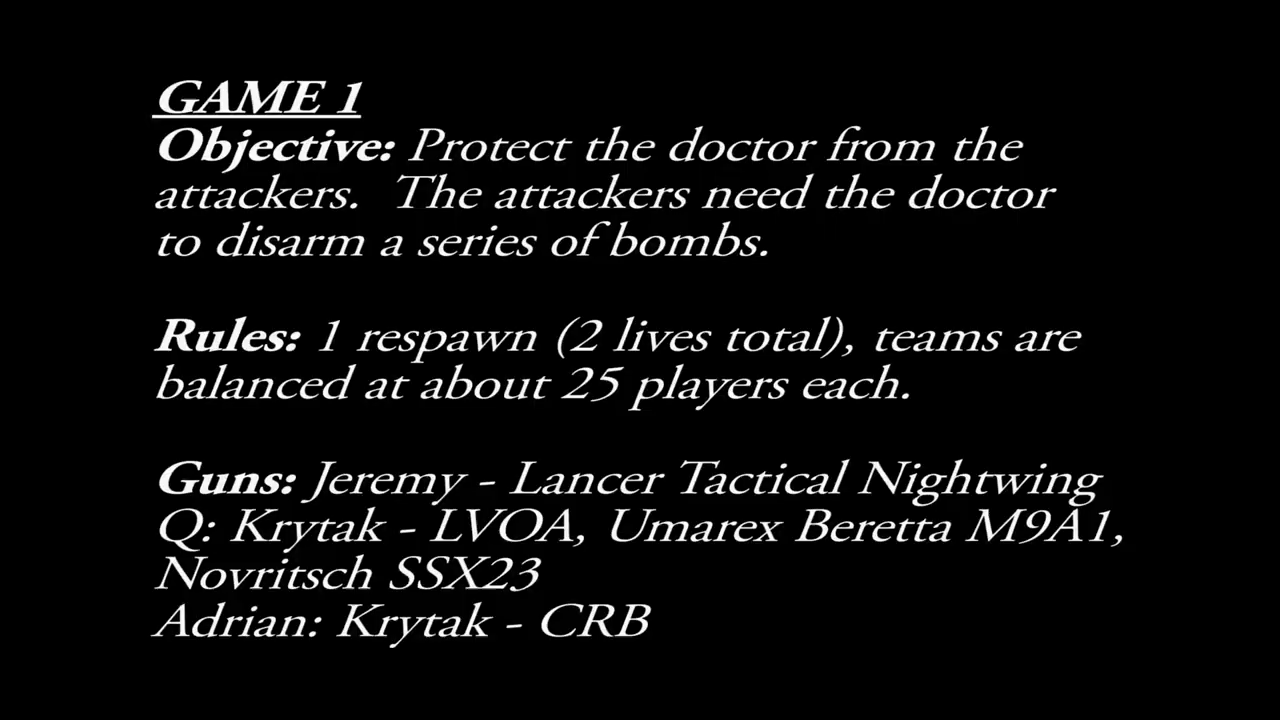 GAME 1
Objective: Protect the doctor from the
attackers.  The attackers need the doctor
to disarm a series of bombs.
Rules: 1 respawn (2 lives total), teams are
balanced at about 25 players each.
Guns: Jeremy - Lancer Tactical Nightwing
Q: Krytak - LVOA, Umarex Beretta M9A1,
Novritsch SSX23
Adrian: Krytak - CRB